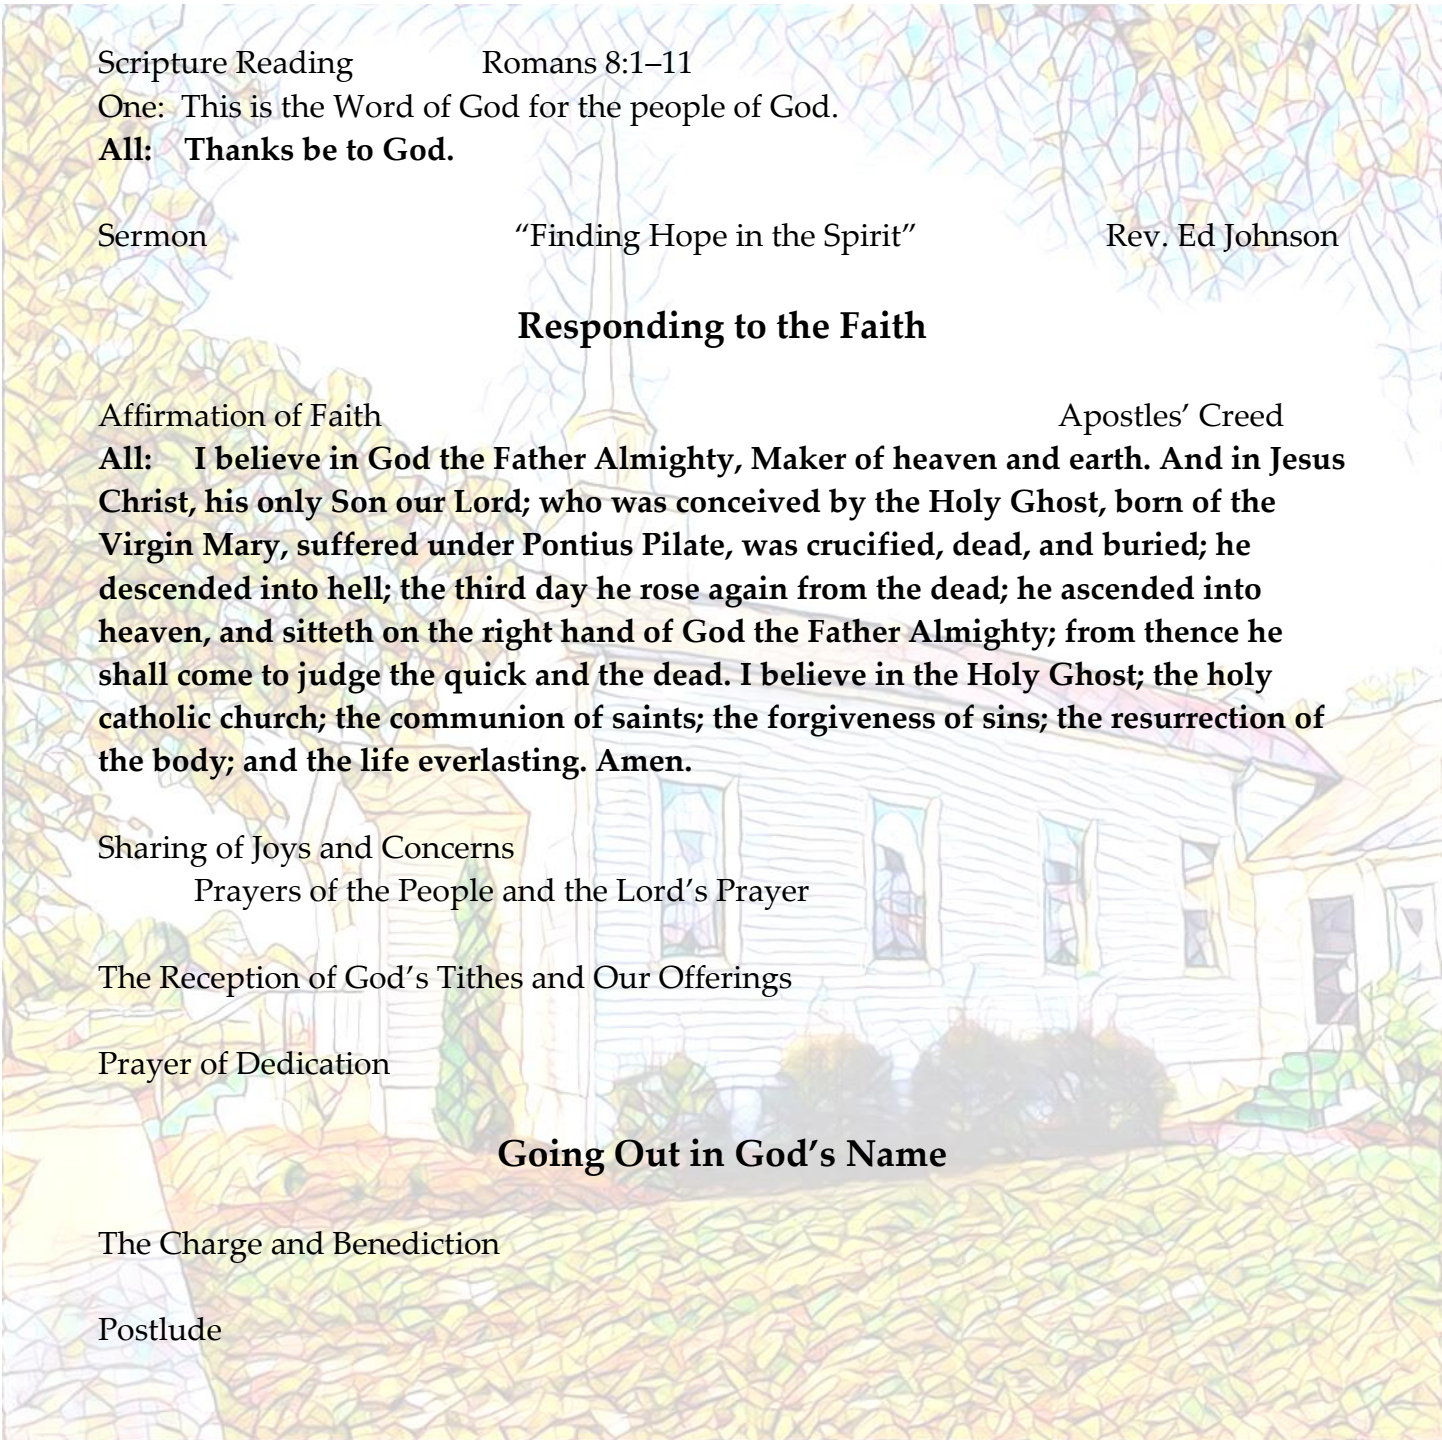 Scripture Reading Romans 8:1–11
One: This is the Word of God for the people of God.
All: Thanks be to God.
Sermon “Finding Hope in the Spirit” Rev. Ed Johnson
Responding to the Faith
Affirmation of Faith Apostles’ Creed
All: I believe in God the Father Almighty, Maker of heaven and earth. And in Jesus
Christ, his only Son our Lord; who was conceived by the Holy Ghost, born of the
Virgin Mary, suffered under Pontius Pilate, was crucified, dead, and buried; he
descended into hell; the third day he rose again from the dead; he ascended into
heaven, and sitteth on the right hand of God the Father Almighty; from thence he
shall come to judge the quick and the dead. I believe in the Holy Ghost; the holy
catholic church; the communion of saints; the forgiveness of sins; the resurrection of
the body; and the life everlasting. Amen.
Sharing of Joys and Concerns
Prayers of the People and the Lord’s Prayer
The Reception of God’s Tithes and Our Offerings
Prayer of Dedication
Going Out in God’s Name
The Charge and Benediction
Postlude